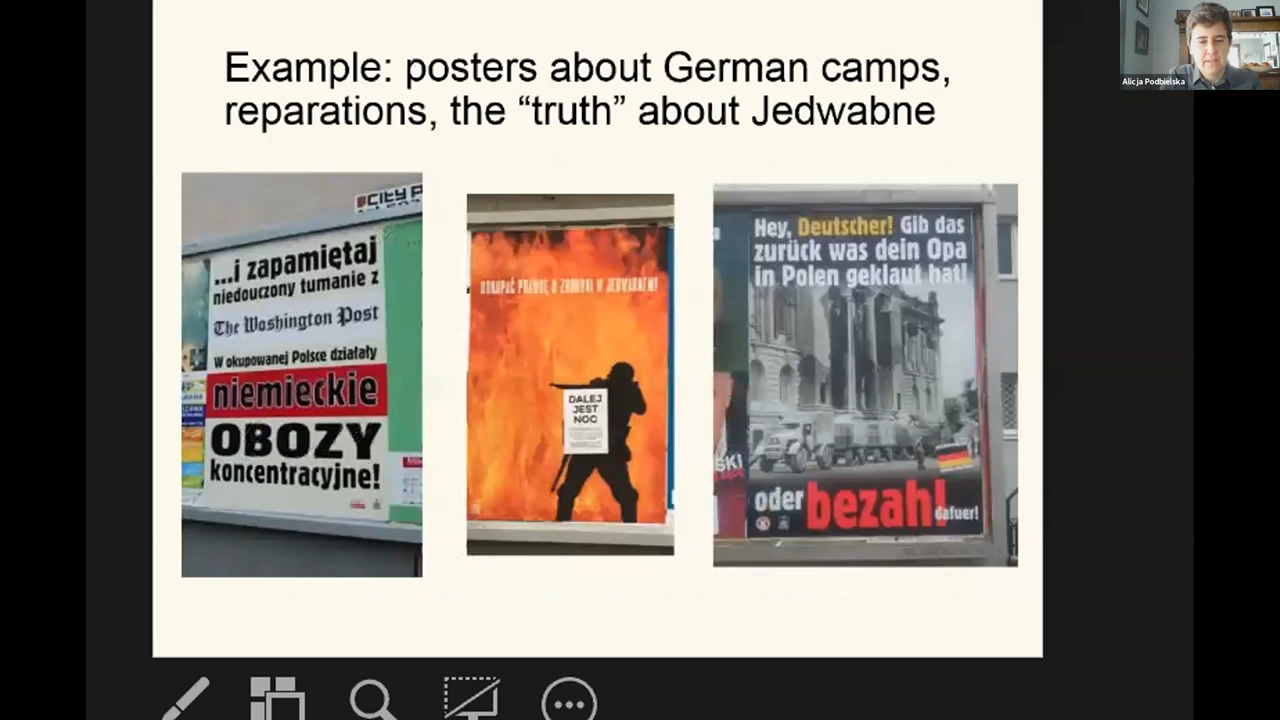 Example: posters about German camps,
reparations, the “truth” about Jedwabne
Alicja Podbielska
CITY
...i zapamiętaj
niedouczony tumanie z
The Washington Post
W okupowanej Polsce działały
niemieckie
OBOZY
koncentracyjne!
W JEDWABNEM!
DALEJ
JEST
NOC
Hey, Deutscher! Gib das
zurück was dein Opa
in Polen geklaut hat!
oder bezahl
dafuer!